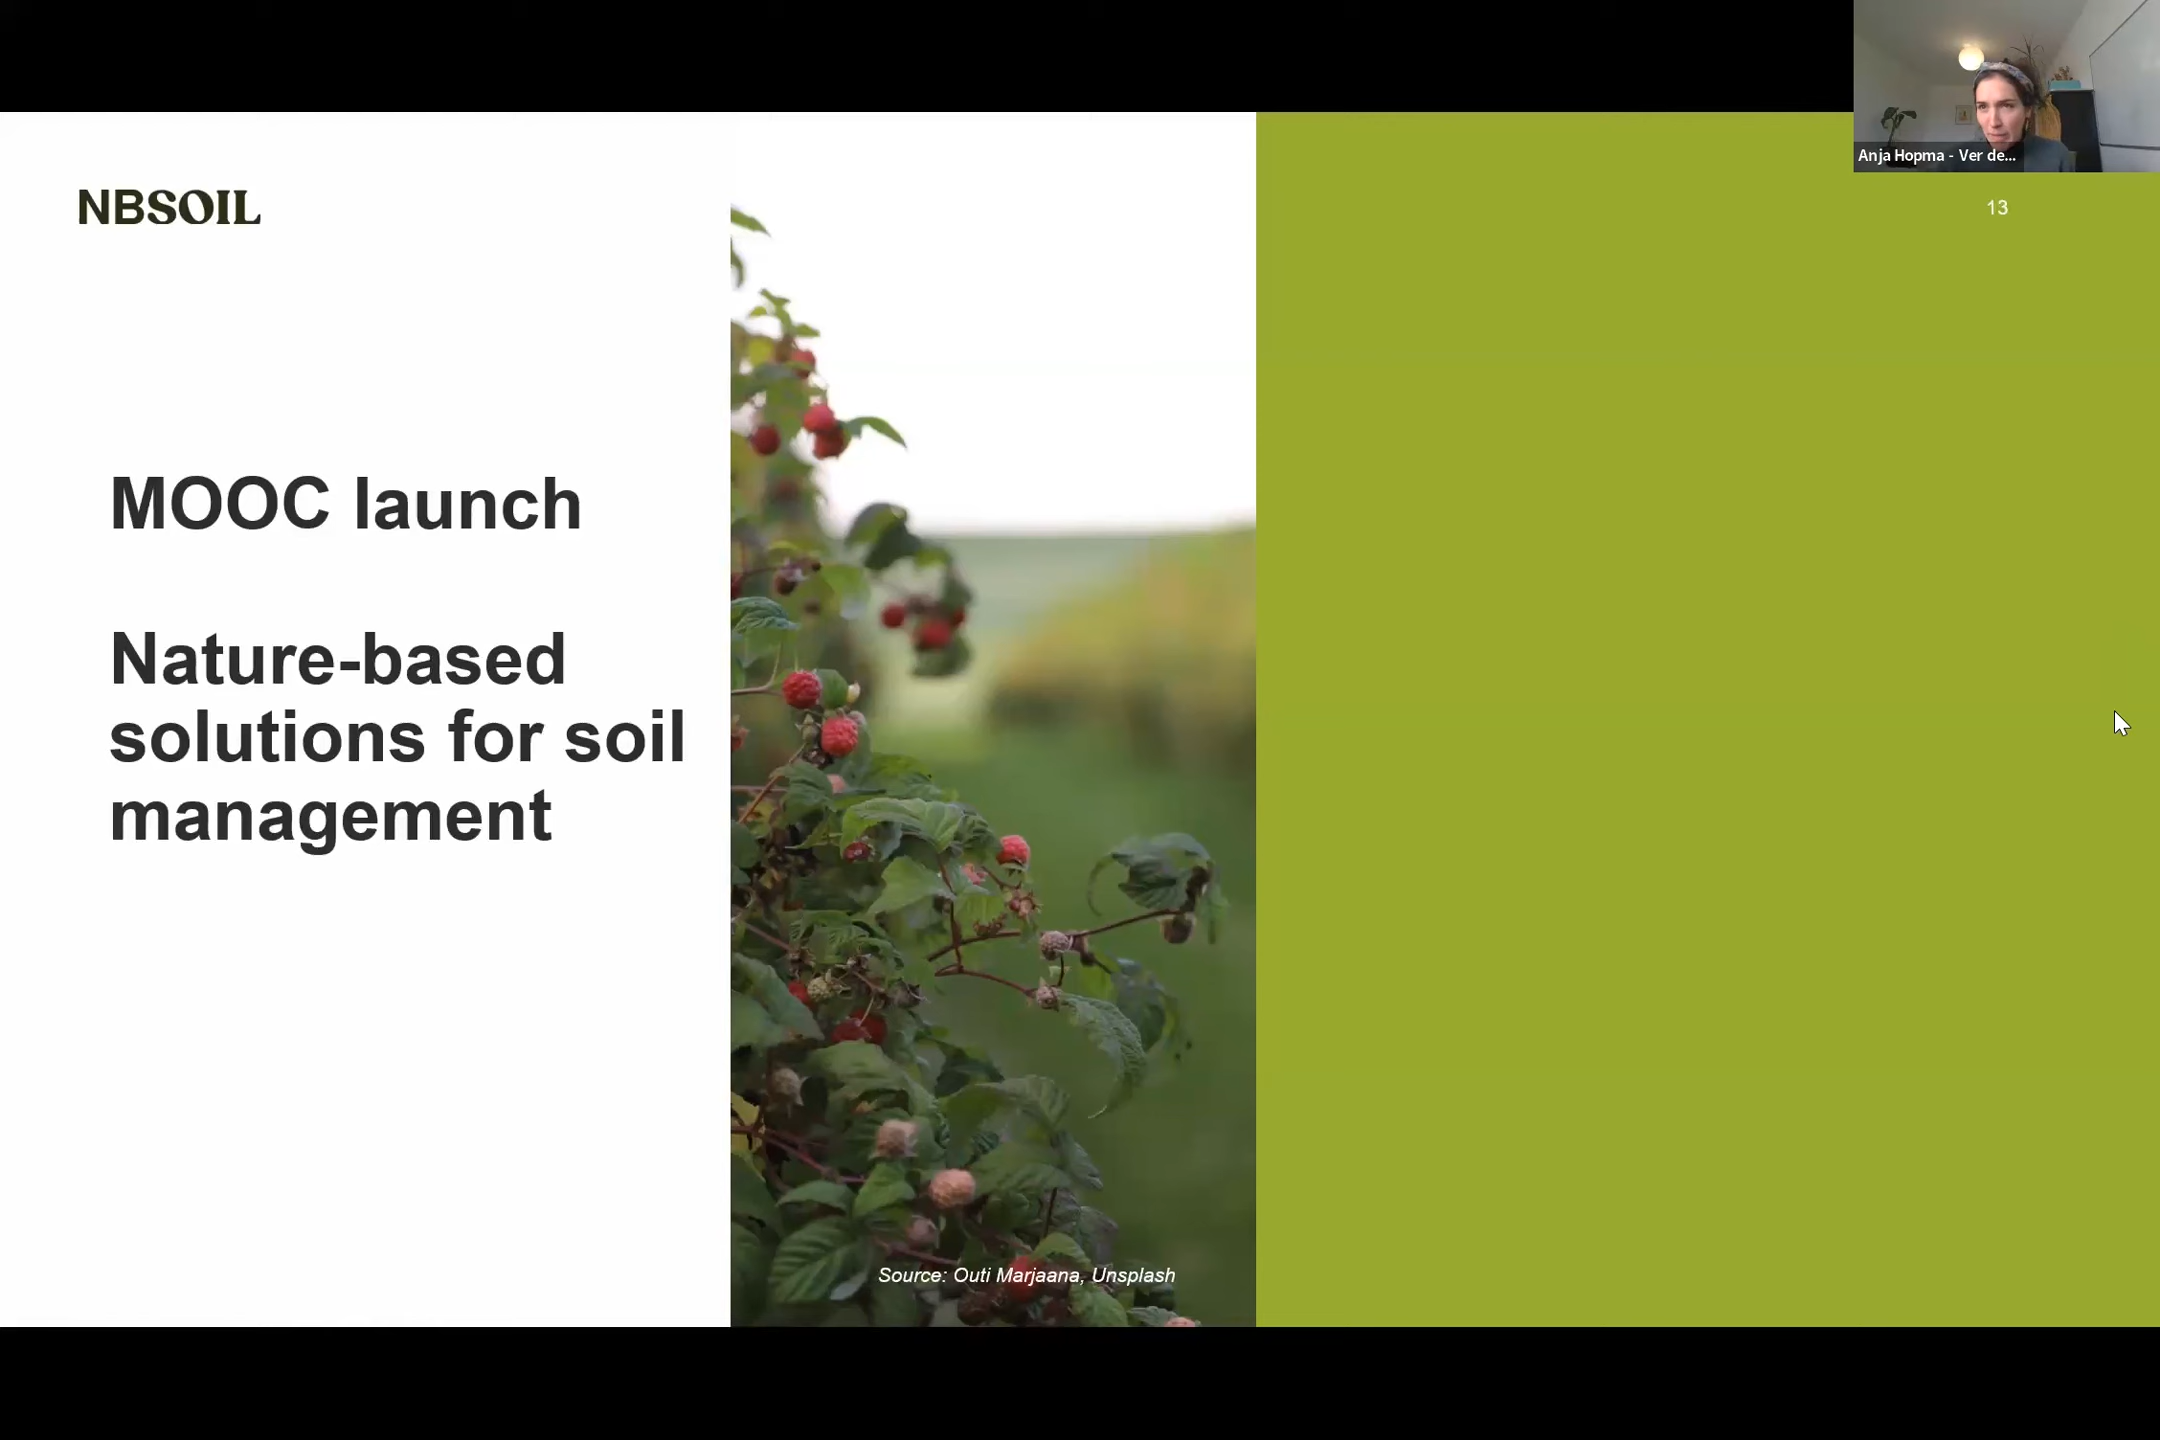 Anja Hopma - Ver de...
NBSOIL
13
MOOC launch
Nature-based
solutions for soil
management
Source: Outi Marjaana, Unsplash